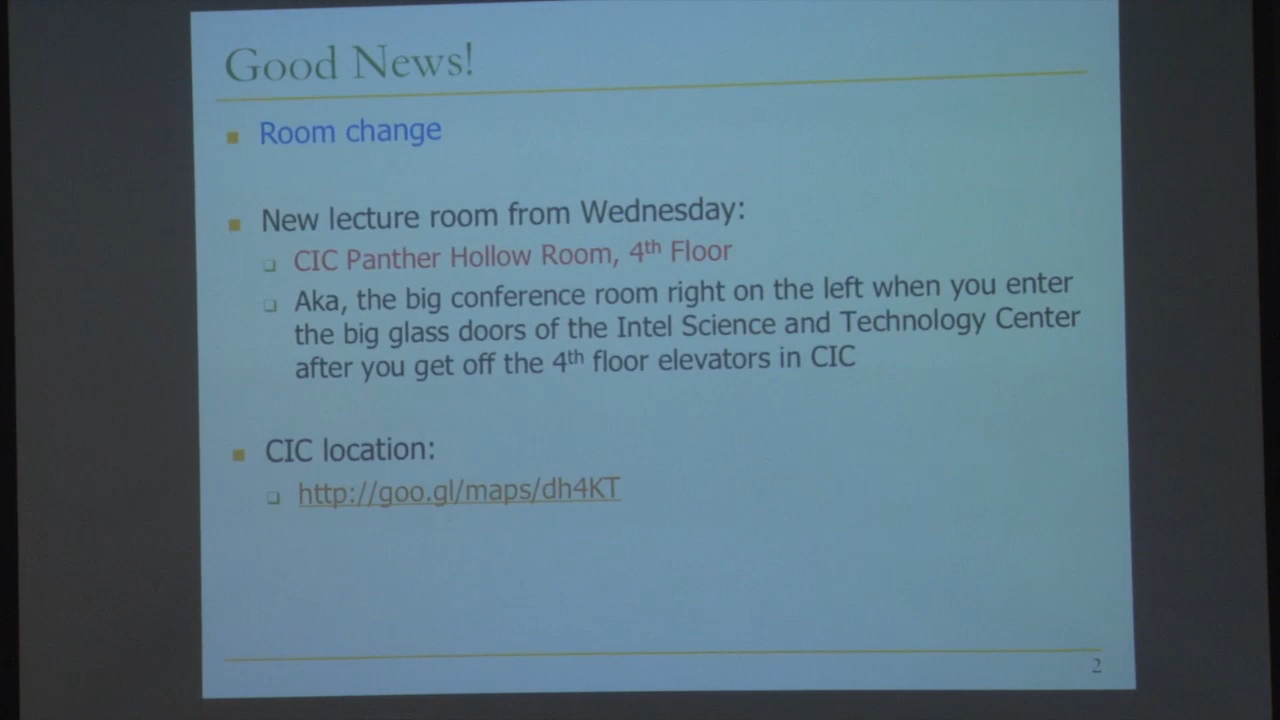 Good News!
Room change
New lecture room from Wednesday:
CIC Panther Hollow Room, 4th Floor
Aka, the big conference room right on the left when you enter
the big glass doors of the Intel Science and Technology Center
after you get off the 4th floor elevators in CIC
CIC location:
http://goo.gl/maps/dh4KT
2